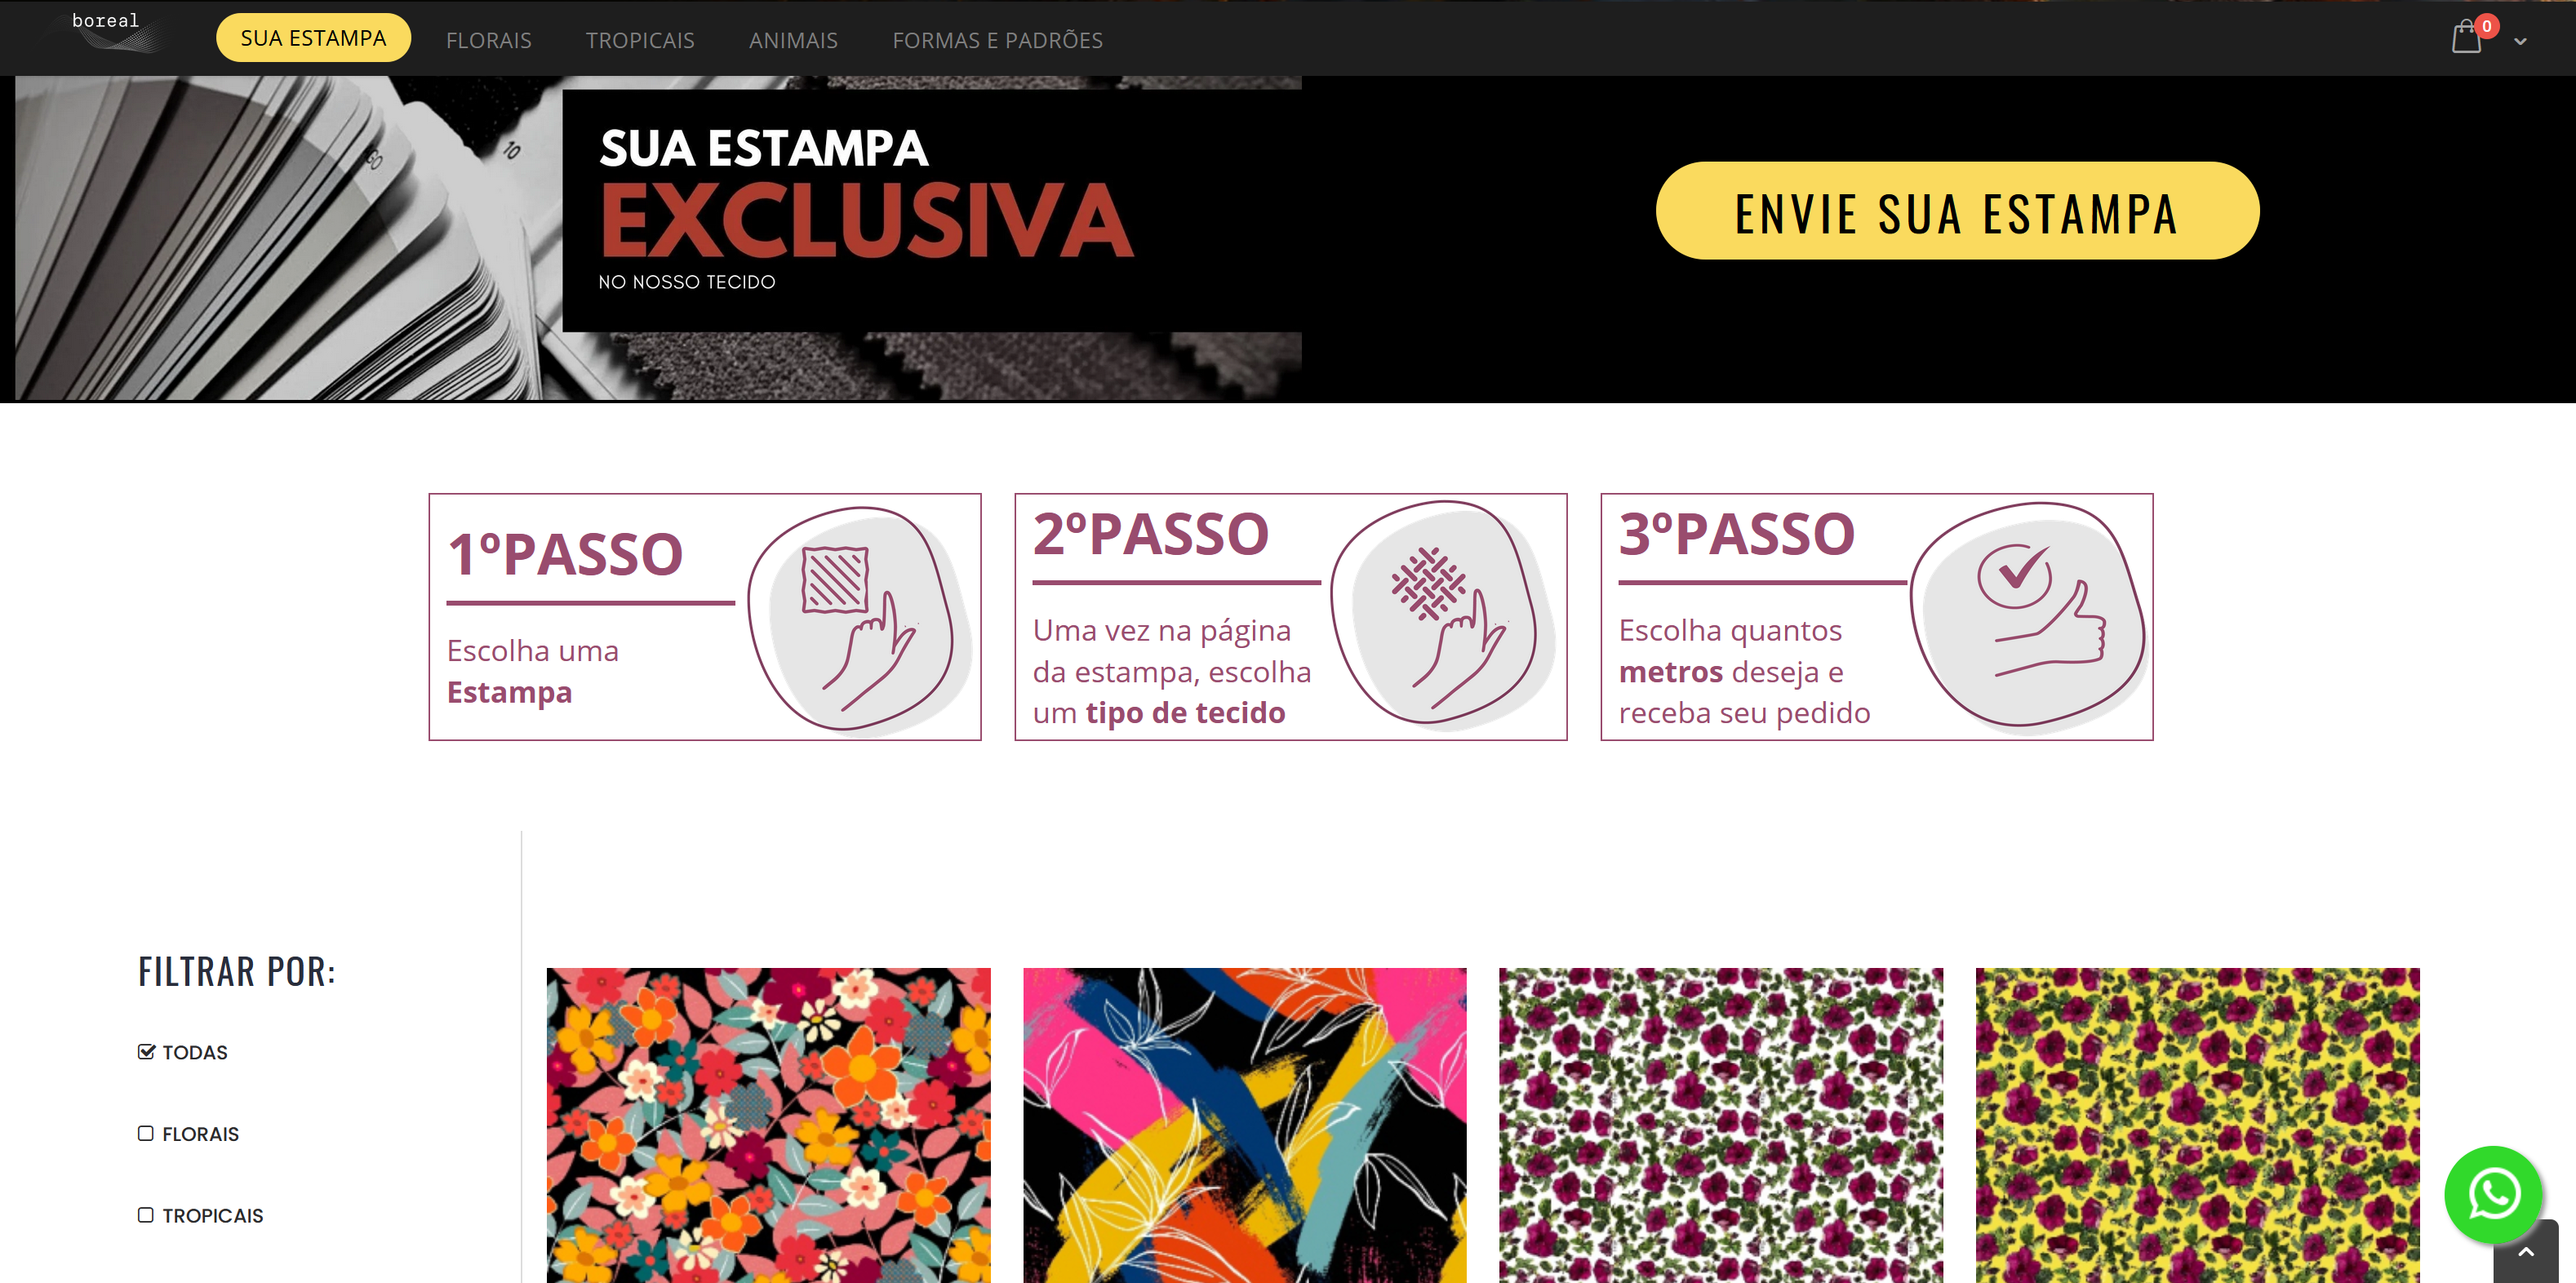 boreal
SUA ESTAMPA
FLORAIS
TROPICAIS
ANIMAIS
FORMAS E PADRÕES
0
10
SUA ESTAMPA
EXCLUSIVA
NO NOSSO TECIDO
ENVIE SUA ESTAMPA
1ºPASSO
Escolha uma
Estampa
2ºPASSO
Uma vez na página
da estampa, escolha
um tipo de tecido
3ºPASSO
Escolha quantos
metros deseja e
receba seu pedido
FILTRAR POR:
TODAS
FLORAIS
TROPICAIS